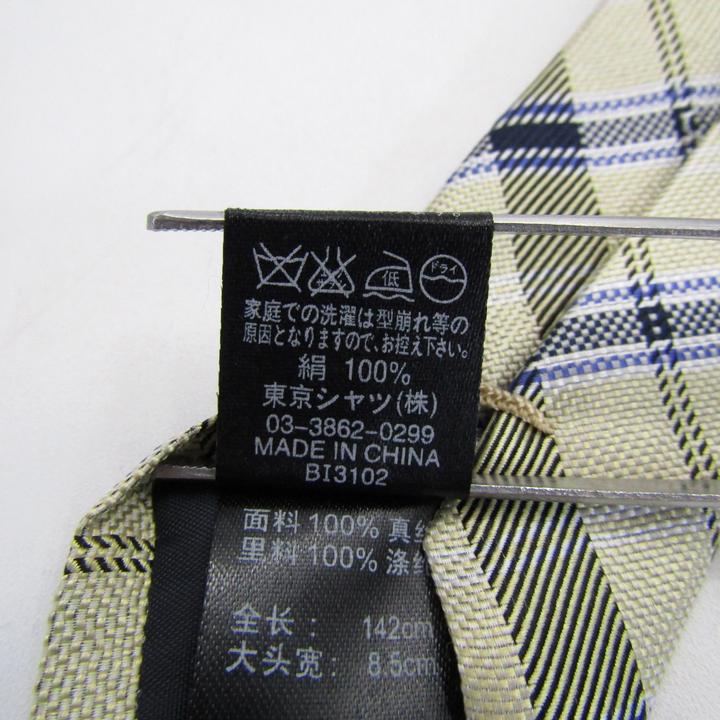 低 ドライ
家庭での洗濯は型崩れ等の
原因となりますので、お控え下さい。
絹 100%
東京シャツ(株)
03-3862-0299
MADE IN CHINA
BI3102
面料 100% 真
里料 100% 涤
全长： 142cm
大头宽： 8.5cm